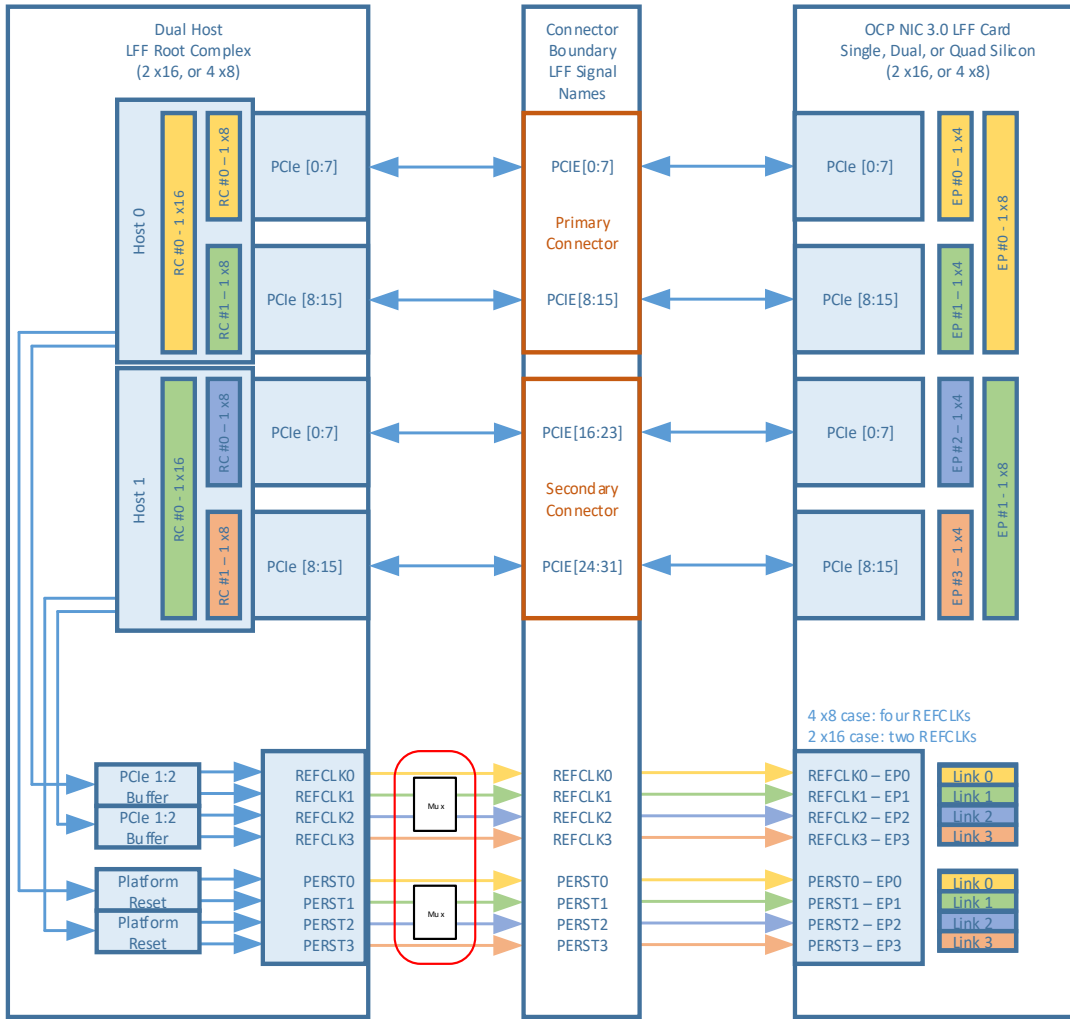 Dual Host
LFF Root Complex
(2 x16, or 4 x8)
Connector
Boundary
LFF Signal
Names
OCP NIC 3.0 LFF Card
Single, Dual, or Quad Silicon
(2 x16, or 4 x8)
Host 0
RC #0 - 1 x16
RC #0 – 1 x8
PCIe [0:7]
RC #1 – 1 x8
PCIe [8:15]
Host 1
RC #0 - 1 x16
RC #0 – 1 x8
PCIe [0:7]
RC #1 – 1 x8
PCIe [8:15]
PCIE[0:7]
Primary
Connector
PCIE[8:15]
PCIE[16:23]
Secondary
Connector
PCIE[24:31]
PCIe [0:7]
EP #0 – 1 x4
PCIe [8:15]
EP #1 – 1 x4
EP #0 - 1 x8
PCIe [0:7]
EP #2 – 1 x4
PCIe [8:15]
EP #3 – 1 x4
EP #1 - 1 x8
4 x8 case: four REFCLKs
2 x16 case: two REFCLKs
PCIe 1:2
Buffer
PCIe 1:2
Buffer
Platform
Reset
Platform
Reset
REFCLK0
REFCLK1
REFCLK2
REFCLK3
PERST0
PERST1
PERST2
PERST3
Mux
Mux
REFCLK0
REFCLK1
REFCLK2
REFCLK3
PERST0
PERST1
PERST2
PERST3
REFCLK0 – EP0
REFCLK1 – EP1
REFCLK2 – EP2
REFCLK3 – EP3
PERST0 – EP0
PERST1 – EP1
PERST2 – EP2
PERST3 – EP3
Link 0
Link 1
Link 2
Link 3
Link 0
Link 1
Link 2
Link 3